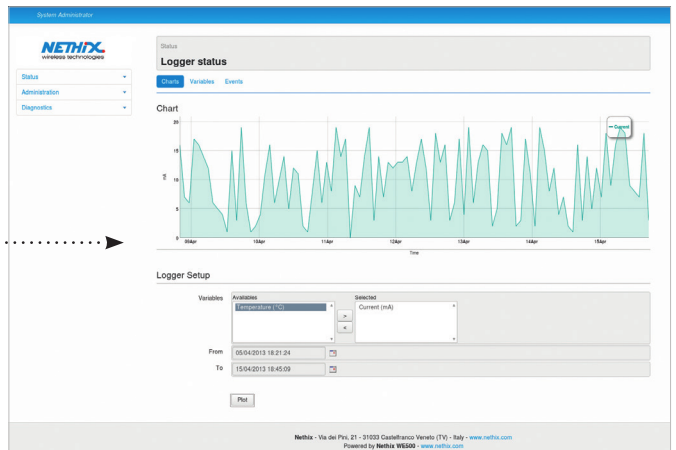 System Administrator
NETHIX
wireless technologies
Status
Administration
Diagnostics
Status
Logger status
Charts Variables Events
Chart
20
15
10
5
0
mA
Current
09Apr 10Apr 11Apr 12Apr 13Apr 14Apr 15Apr
Time
Logger Setup
Variables
Availables Selected
Temperature (°C) Current (mA)
»
«
From 05/04/2013 18:21:24
To 15/04/2013 18:45:09
Plot
Nethix - Via dei Pini, 21 - 31033 Castelfranco Veneto (TV) - Italy - www.nethix.com
Powered by Nethix WE500 - www.nethix.com